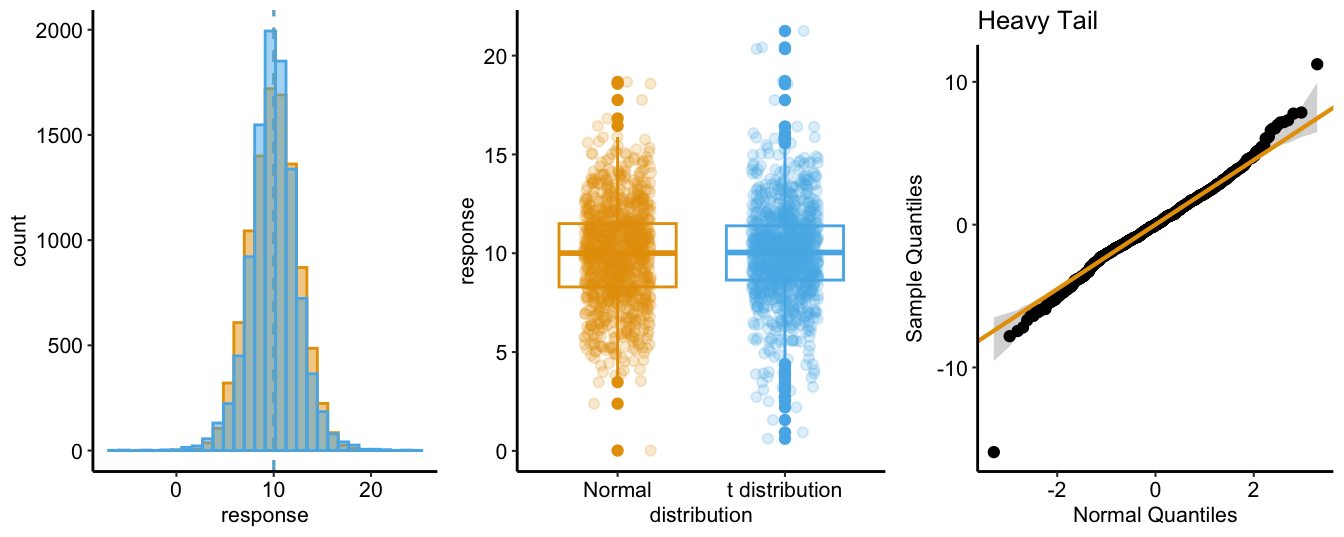 2000
1500
1000
500
0
count
0 10 20
response
20
15
10
5
0
response
Normal t distribution
distribution
Heavy Tail
10
0
-10
Sample Quantiles
-2 0 2
Normal Quantiles